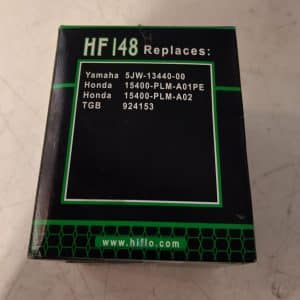 HF148 Replaces:
Yamaha 5JW-13440-00
Honda 15400-PLM-A01PE
Honda 15400-PLM-A02
TGB 924153
www.hiflo.com